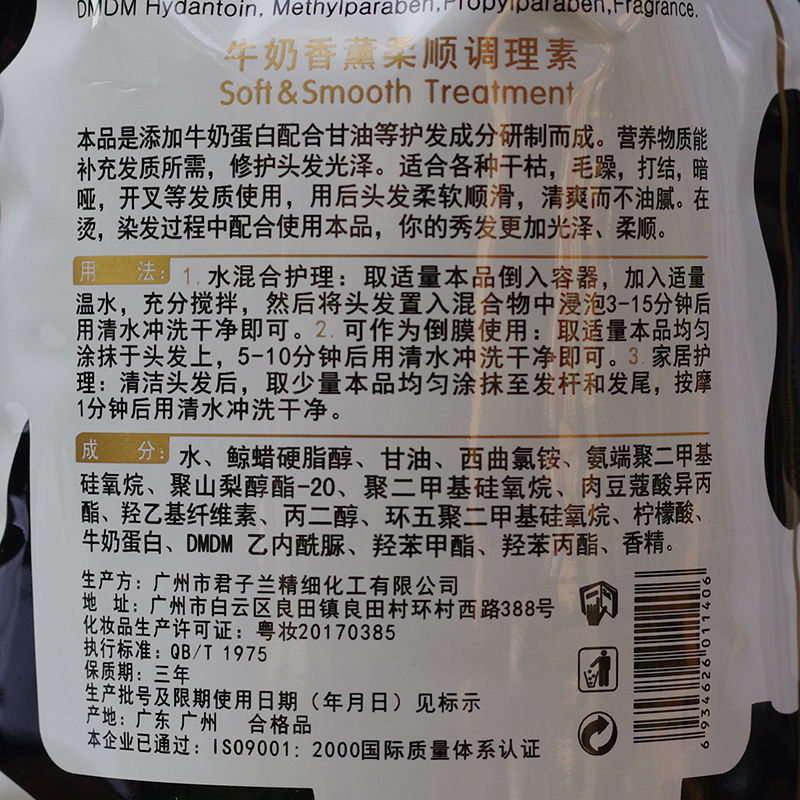 DMDM Hydantoin, Methylparaben,Propylparaben,Fragrance.
牛奶香薰柔顺调理素
Soft&Smooth Treatment
本品是添加牛奶蛋白配合甘油等护发成分研制而成。营养物质能
补充发质所需，修护头发光泽。适合各种干枯，毛躁，打结，暗
哑，开叉等发质使用，用后头发柔软顺滑，清爽而不油腻。在
烫，染发过程中配合使用本品，你的秀发更加光泽、柔顺。
用 法：1.水混合护理：取适量本品倒入容器，加入适量
温水，充分搅拌，然后将头发置入混合物中浸泡3-15分钟后
用清水冲洗干净即可。2.可作为倒膜使用：取适量本品均匀
涂抹于头发上，5-10分钟后用清水冲洗干净即可。3.家居护
理：清洁头发后，取少量本品均匀涂抹至发杆和发尾，按摩
1分钟后用清水冲洗干净。
成 分：水、鲸蜡硬脂醇、甘油、西曲氯铵、氨端聚二甲基
硅氧烷、聚山梨醇酯-20、聚二甲基硅氧烷、肉豆蔻酸异丙
酯、羟乙基纤维素、丙二醇、环五聚二甲基硅氧烷、柠檬酸、
牛奶蛋白、DMDM 乙内酰脲、羟苯甲酯、羟苯丙酯、香精。
生产方：广州市君子兰精细化工有限公司
地 址：广州市白云区良田镇良田村环村西路388号
化妆品生产许可证：粤妆20170385
执行标准：QB/T 1975
保质期：三年
生产批号及限期使用日期（年月日）见标示
产地：广东 广州 合格品
本企业已通过：ISO9001：2000国际质量体系认证
6 934626 011406